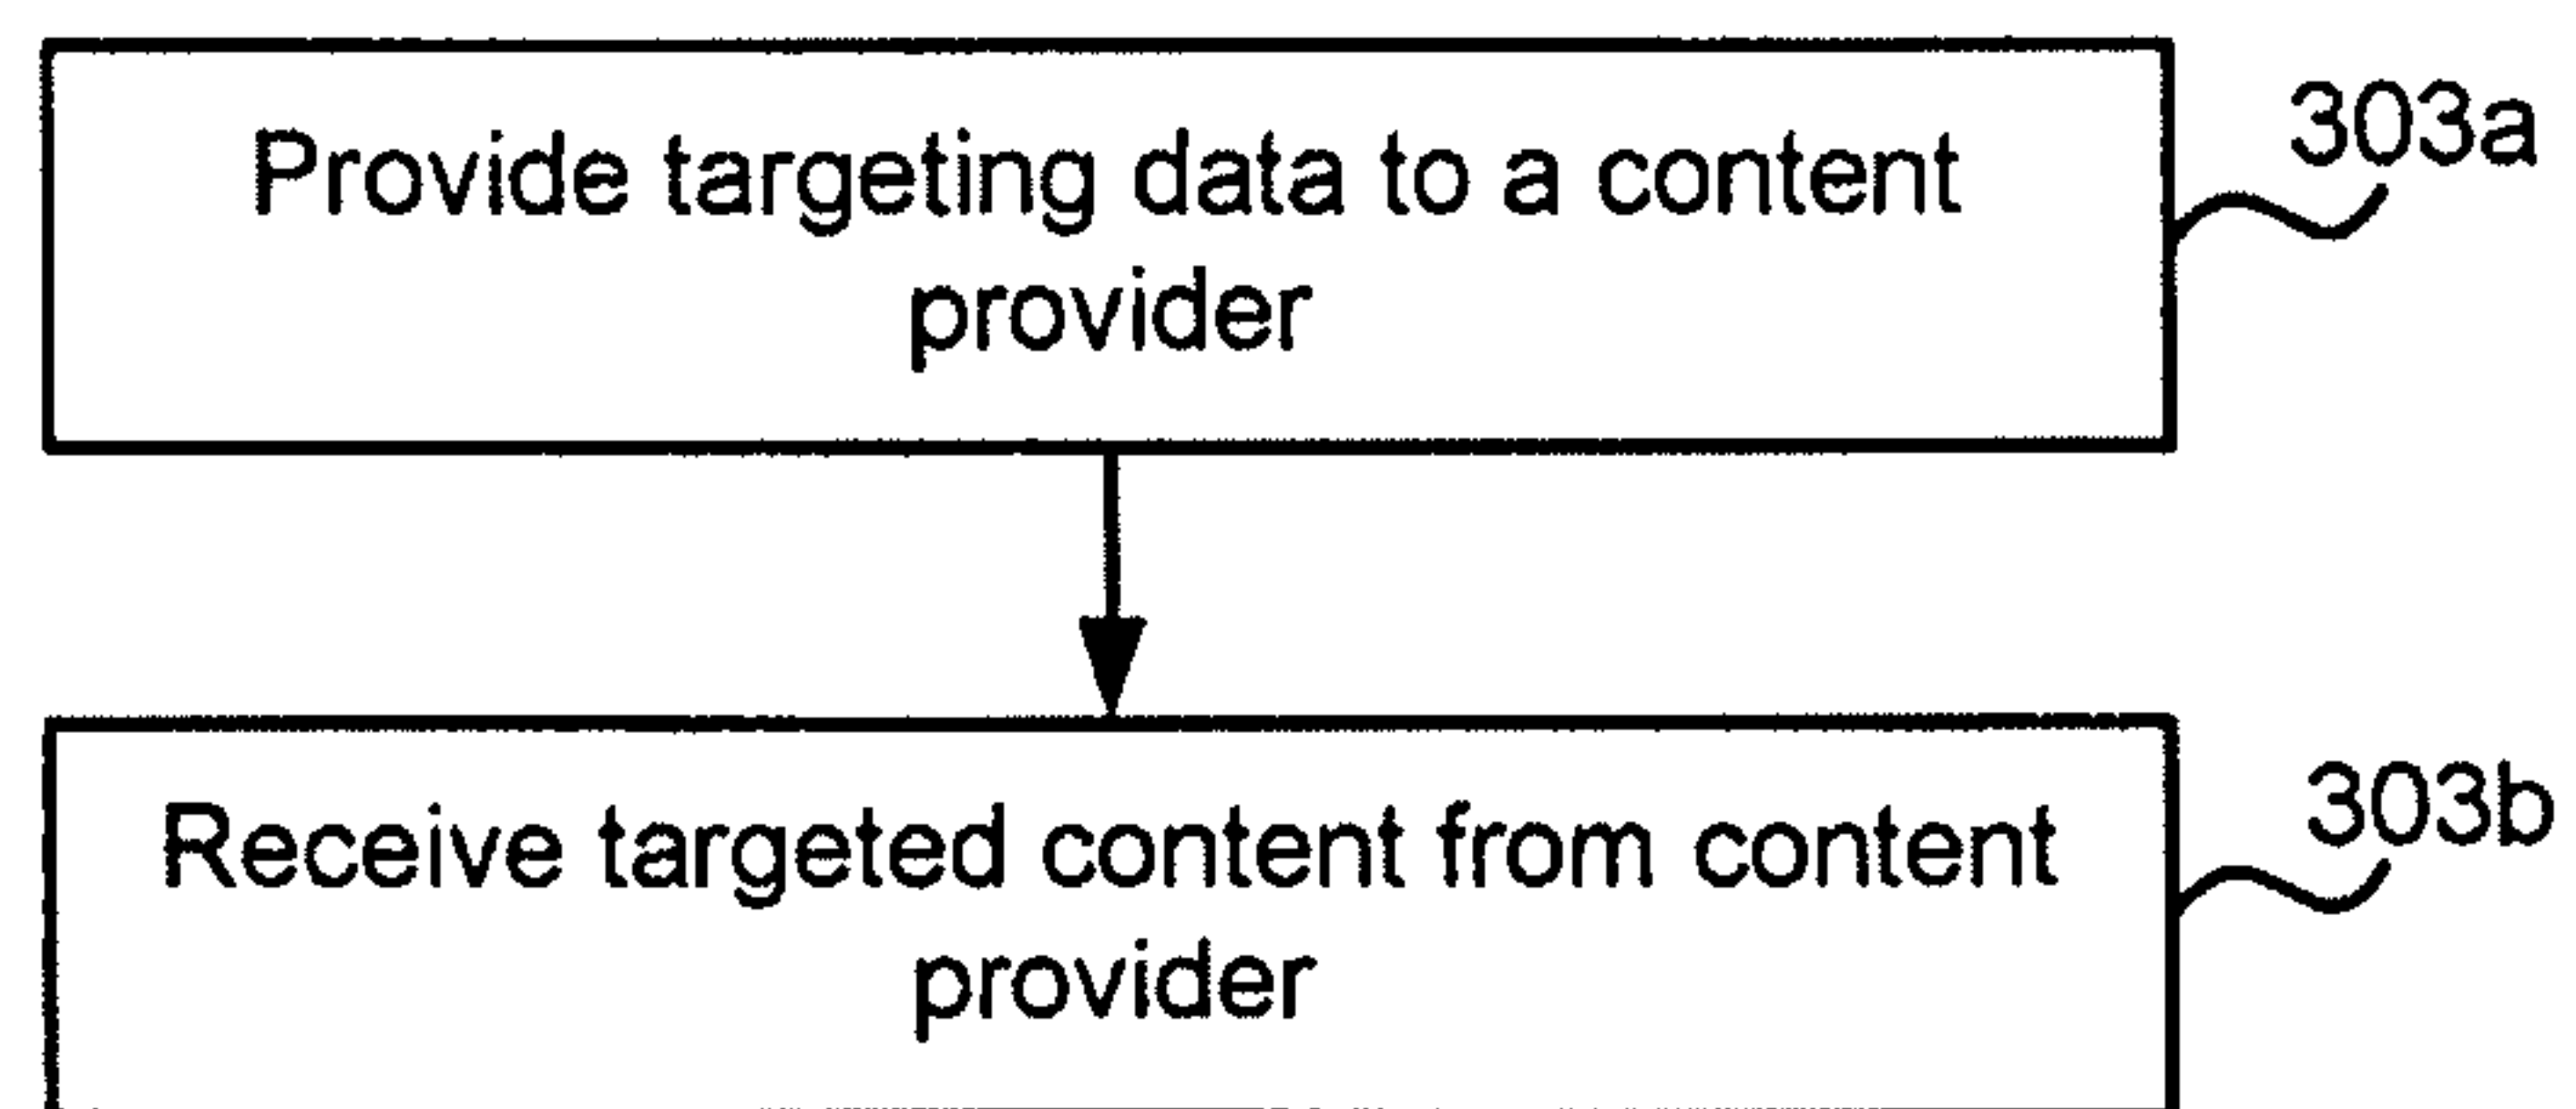 Provide targeting data to a content
provider
303a
Receive targeted content from content
provider
303b